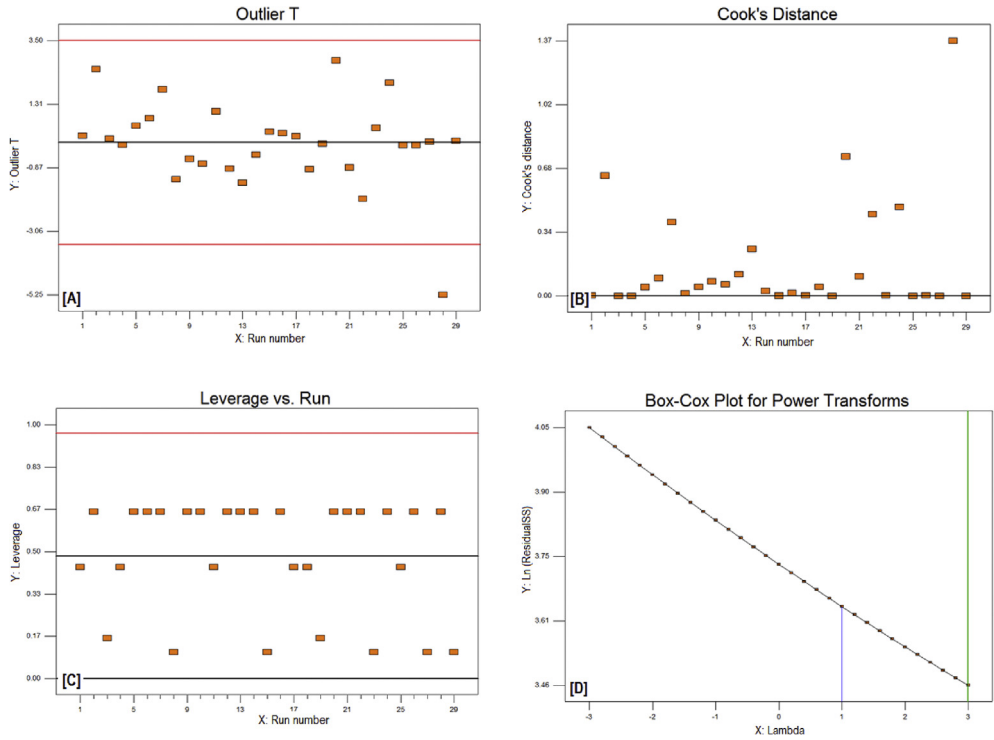 Outlier T
3.50
1.31
-0.87
-3.06
-5.25
Y: Outlier T
[A]
1 5 9 13 17 21 25 29
X: Run number
Cook's Distance
1.37
1.02
0.68
0.34
0.00
Y: Cook's distance
[B]
1 5 9 13 17 21 25 29
X: Run number
Leverage vs. Run
1.00
0.83
0.67
0.50
0.33
0.17
0.00
Y: Leverage
[C]
1 5 9 13 17 21 25 29
X: Run number
Box-Cox Plot for Power Transforms
4.05
3.90
3.75
3.61
3.46
Y: Ln (ResidualSS)
[D]
-3 -2 -1 0 1 2 3
X: Lambda